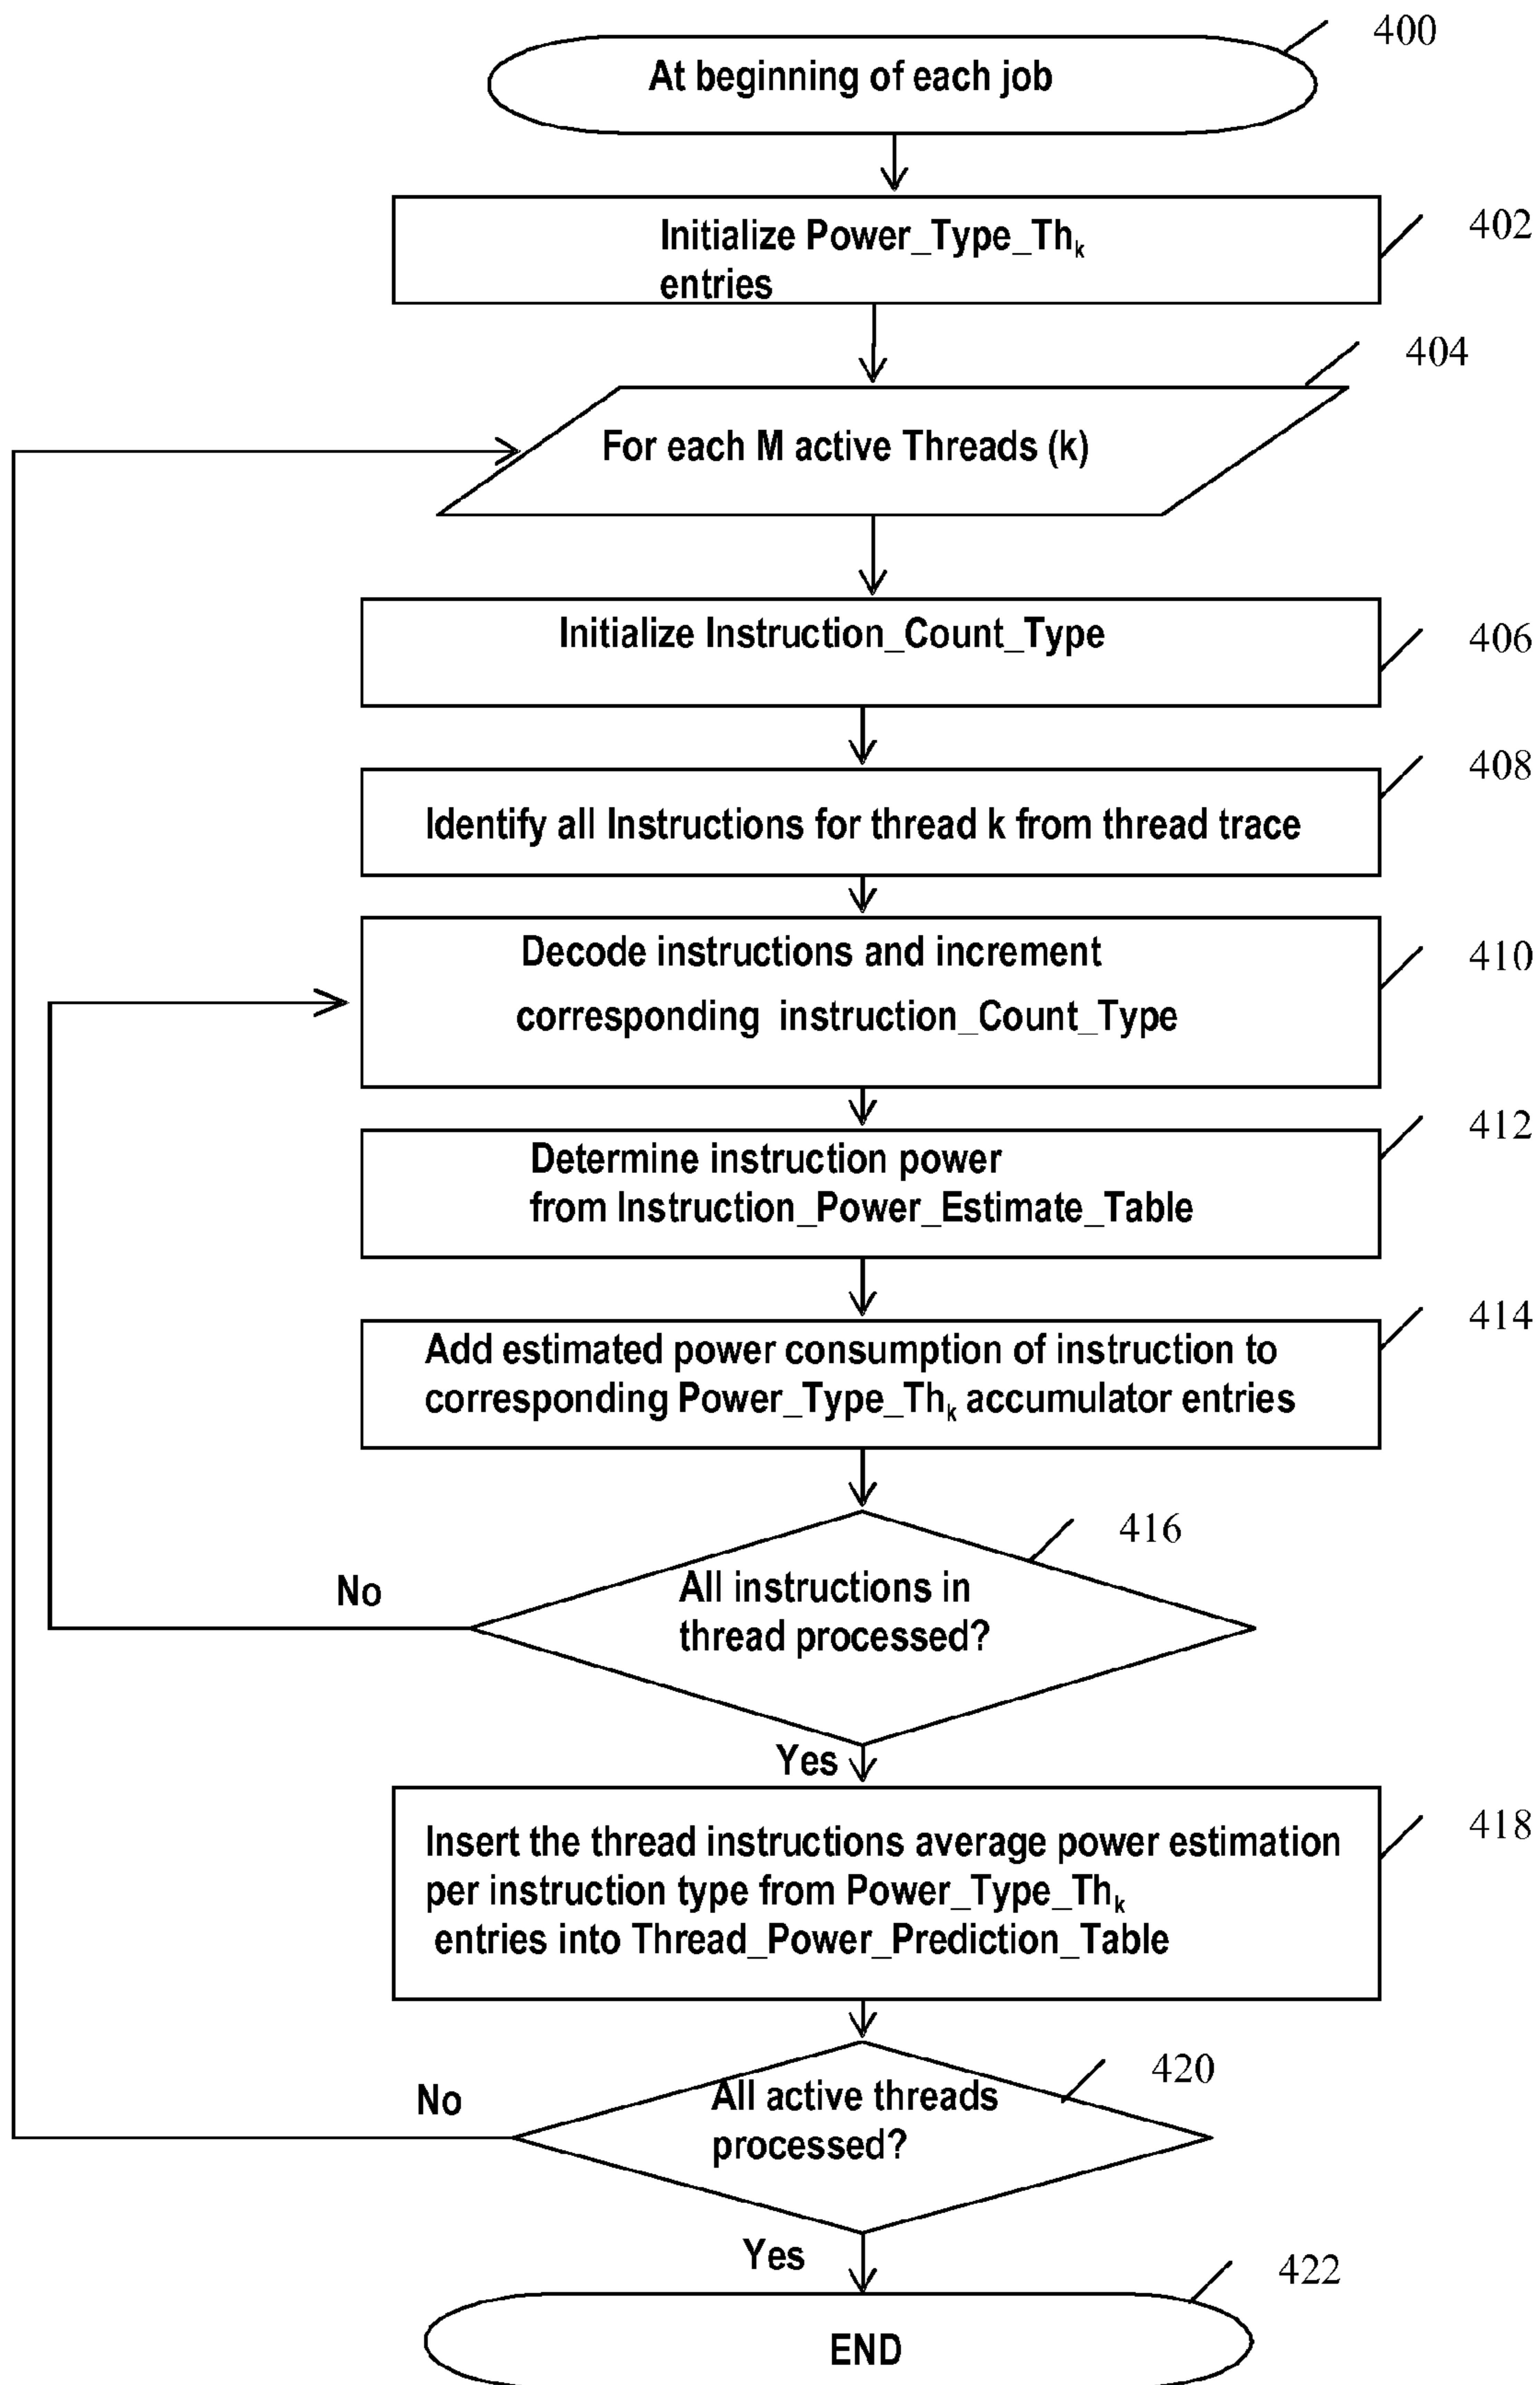 400
At beginning of each job
402
Initialize Power_Type_Thk
entries
404
For each M active Threads (k)
Initialize Instruction_Count_Type
406
408
Identify all Instructions for thread k from thread trace
Decode instructions and increment
410
corresponding instruction_Count_Type
412
Determine instruction power
from Instruction_Power_Estimate_Table
414
Add estimated power consumption of instruction to
corresponding Power_Type_Thk accumulator entries
416
All instructions in
thread processed?
No
Yes
418
Insert the thread instructions average power estimation
per instruction type from Power_Type_Thk
entries into Thread_Power_Prediction_Table
420
All active threads
processed?
No
Yes
422
END